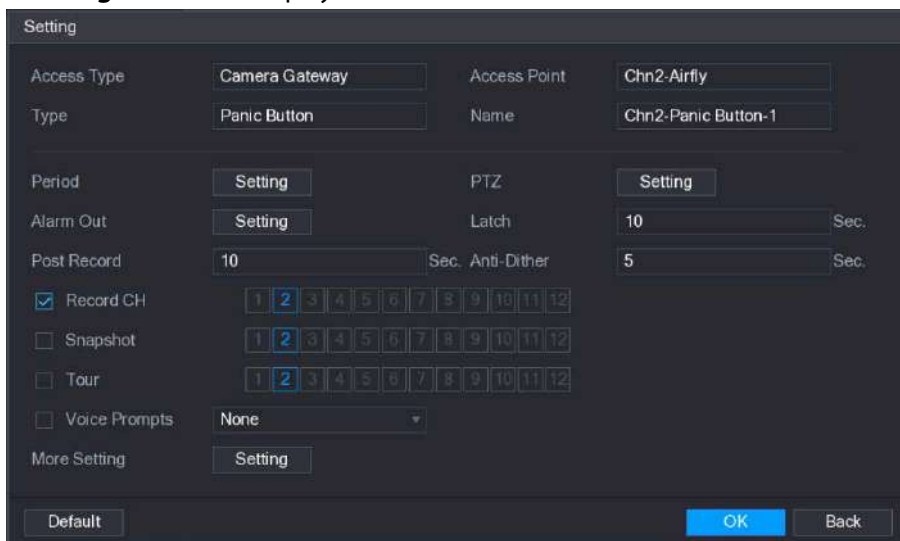 Setting
Access Type Camera Gateway Access Point Chn2-Airfly
Type Panic Button Name Chn2-Panic Button-1
Period Setting PTZ Setting
Alarm Out Setting Latch 10 Sec.
Post Record 10 Sec. Anti-Dither 5 Sec.
Record CH 1 2 3 4 5 6 7 8 9 10 11 12
Snapshot 1 2 3 4 5 6 7 8 9 10 11 12
Tour 1 2 3 4 5 6 7 8 9 10 11 12
Voice Prompts None
More Setting Setting
Default OK Back